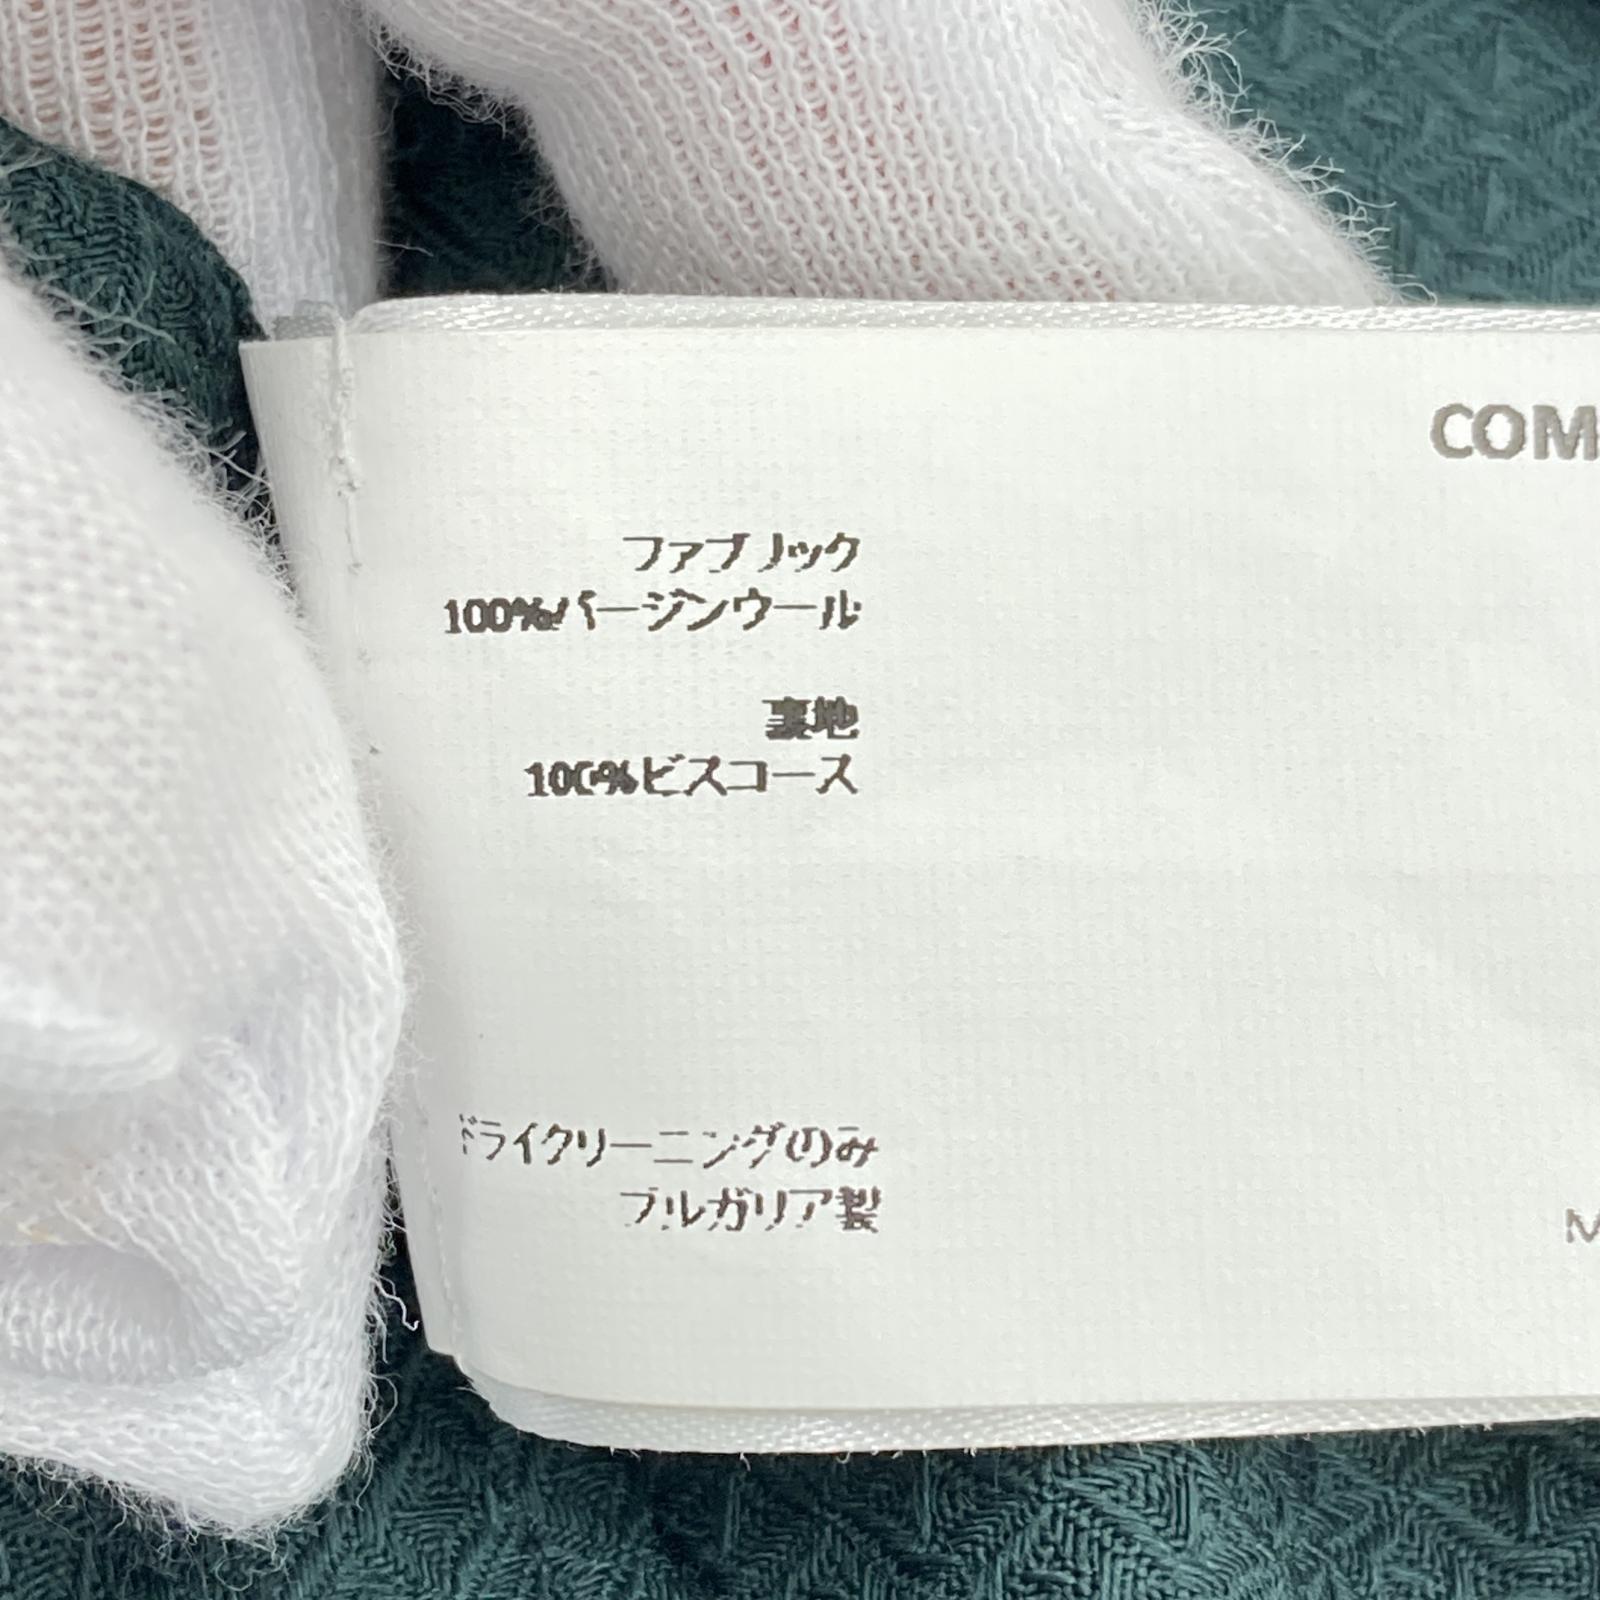 COM
ファブリック
100%バージンウール
裏地
100%ビスコース
ドライクリーニングのみ
ブルガリア製
M